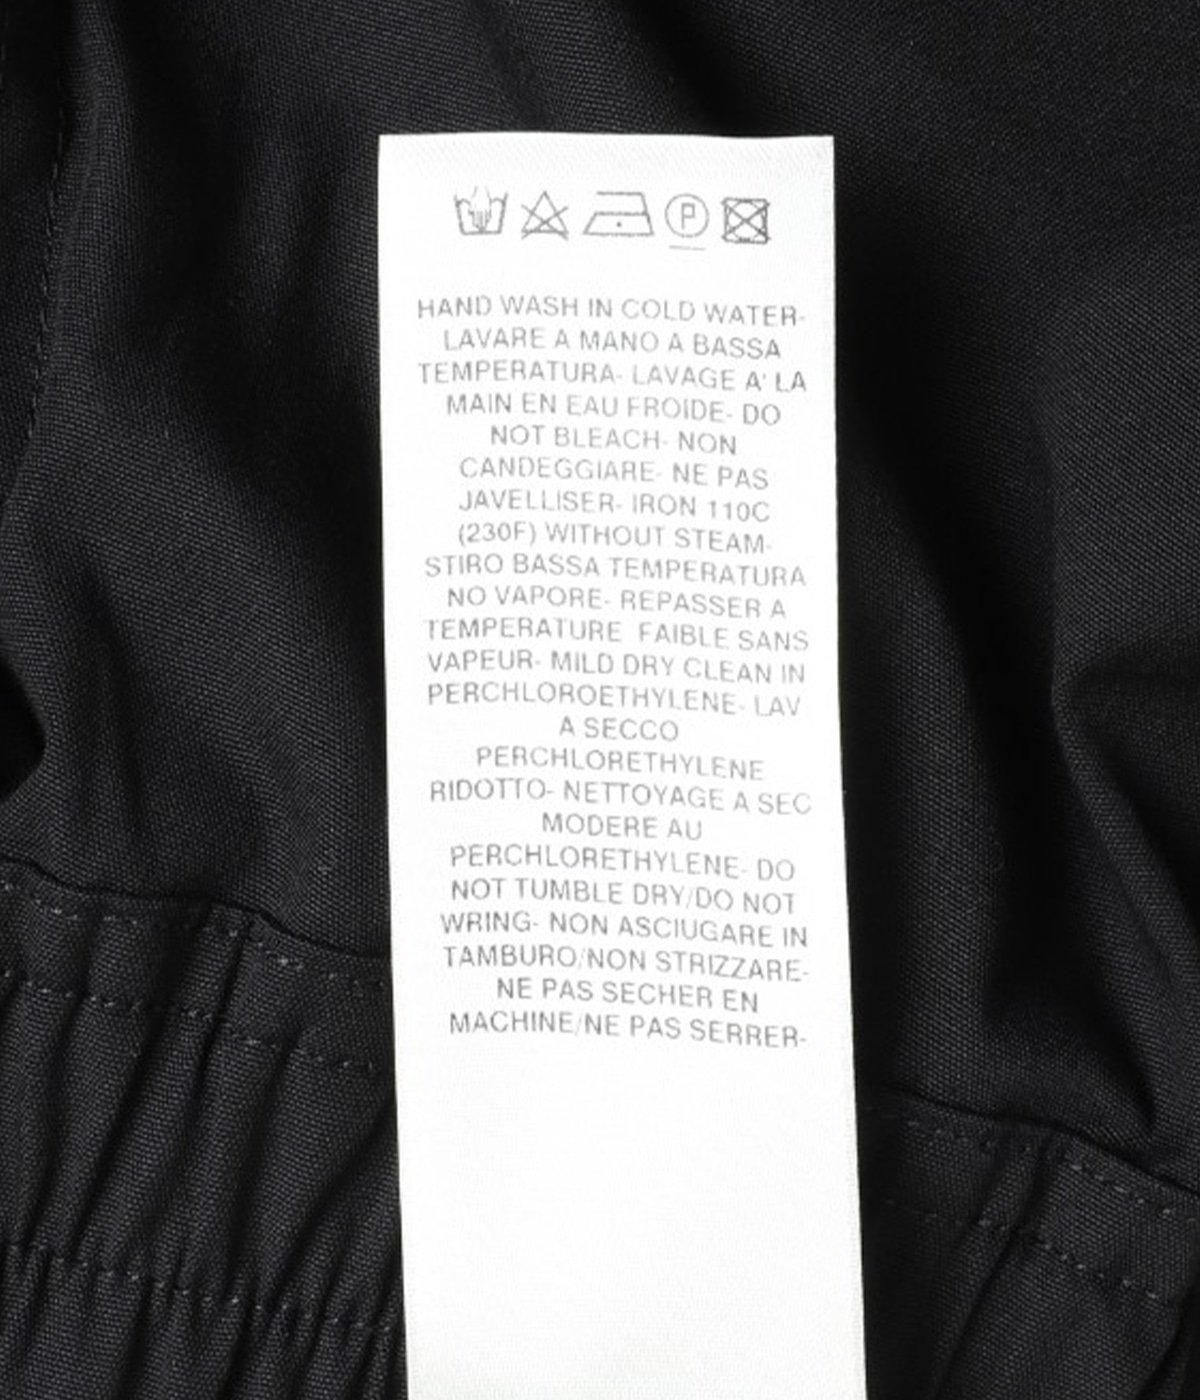 P
HAND WASH IN COLD WATER-
LAVARE A MANO A BASSA
TEMPERATURA- LAVAGE A' LA
MAIN EN EAU FROIDE- DO
NOT BLEACH- NON
CANDEGGIARE- NE PAS
JAVELLISER- IRON 110C
(230F) WITHOUT STEAM-
STIRO BASSA TEMPERATURA
NO VAPORE- REPASSER A
TEMPERATURE FAIBLE SANS
VAPEUR- MILD DRY CLEAN IN
PERCHLOROETHYLENE- LAV
A SECCO
PERCHLORETHYLENE
RIDOTTO- NETTOYAGE A SEC
MODERE AU
PERCHLORETHYLENE- DO
NOT TUMBLE DRY/DO NOT
WRING- NON ASCIUGARE IN
TAMBURO/NON STRIZZARE-
NE PAS SECHER EN
MACHINE/NE PAS SERRER-